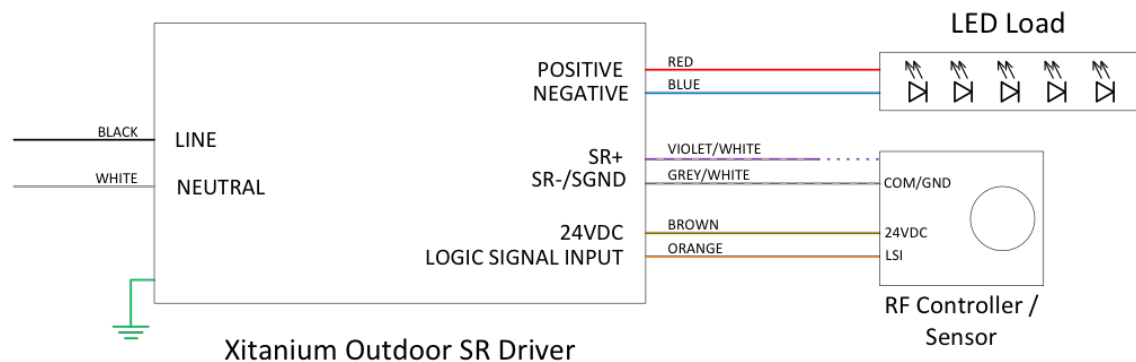 LED Load
POSITIVE RED
NEGATIVE BLUE
BLACK LINE
SR+ VIOLET/WHITE
WHITE NEUTRAL
SR-/SGND GREY/WHITE COM/GND
24VDC BROWN 24VDC
LOGIC SIGNAL INPUT ORANGE LSI
RF Controller /
Sensor
Xitanium Outdoor SR Driver